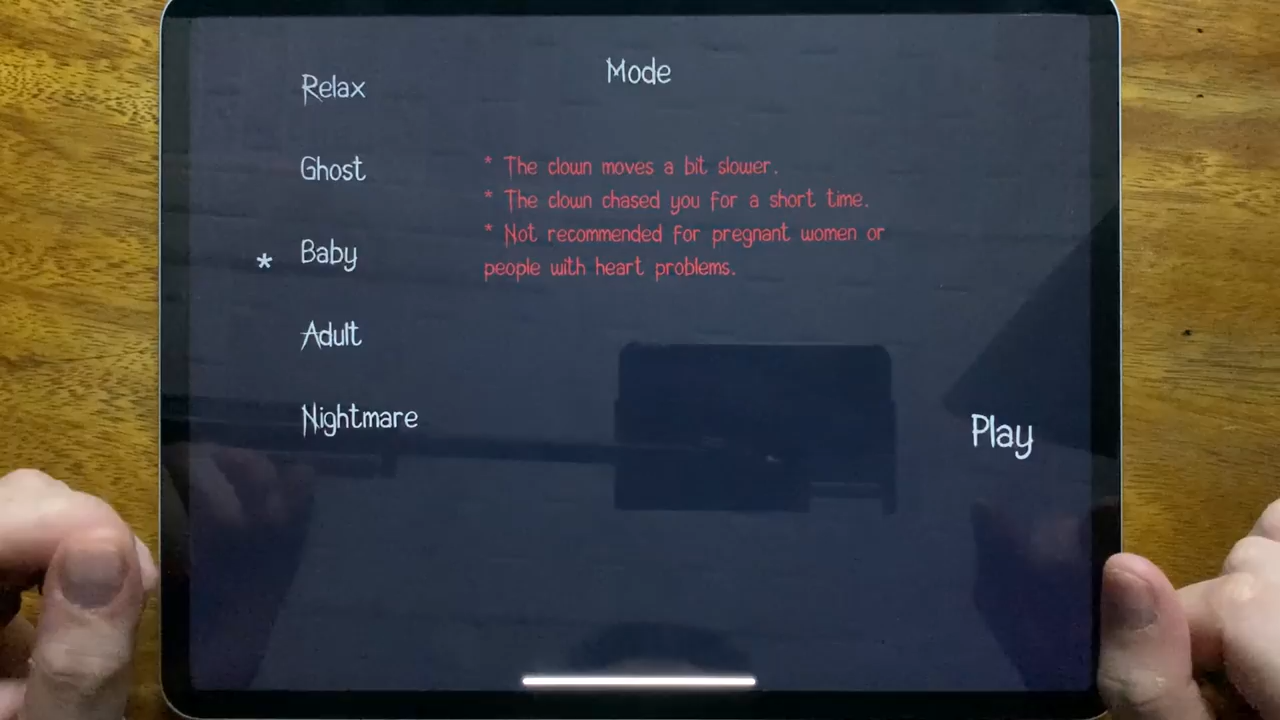 Mode
Relax
Ghost
* Baby
Adult
Nightmare
* The clown moves a bit slower.
* The clown chased you for a short time.
* Not recommended for pregnant women or
people with heart problems.
Play